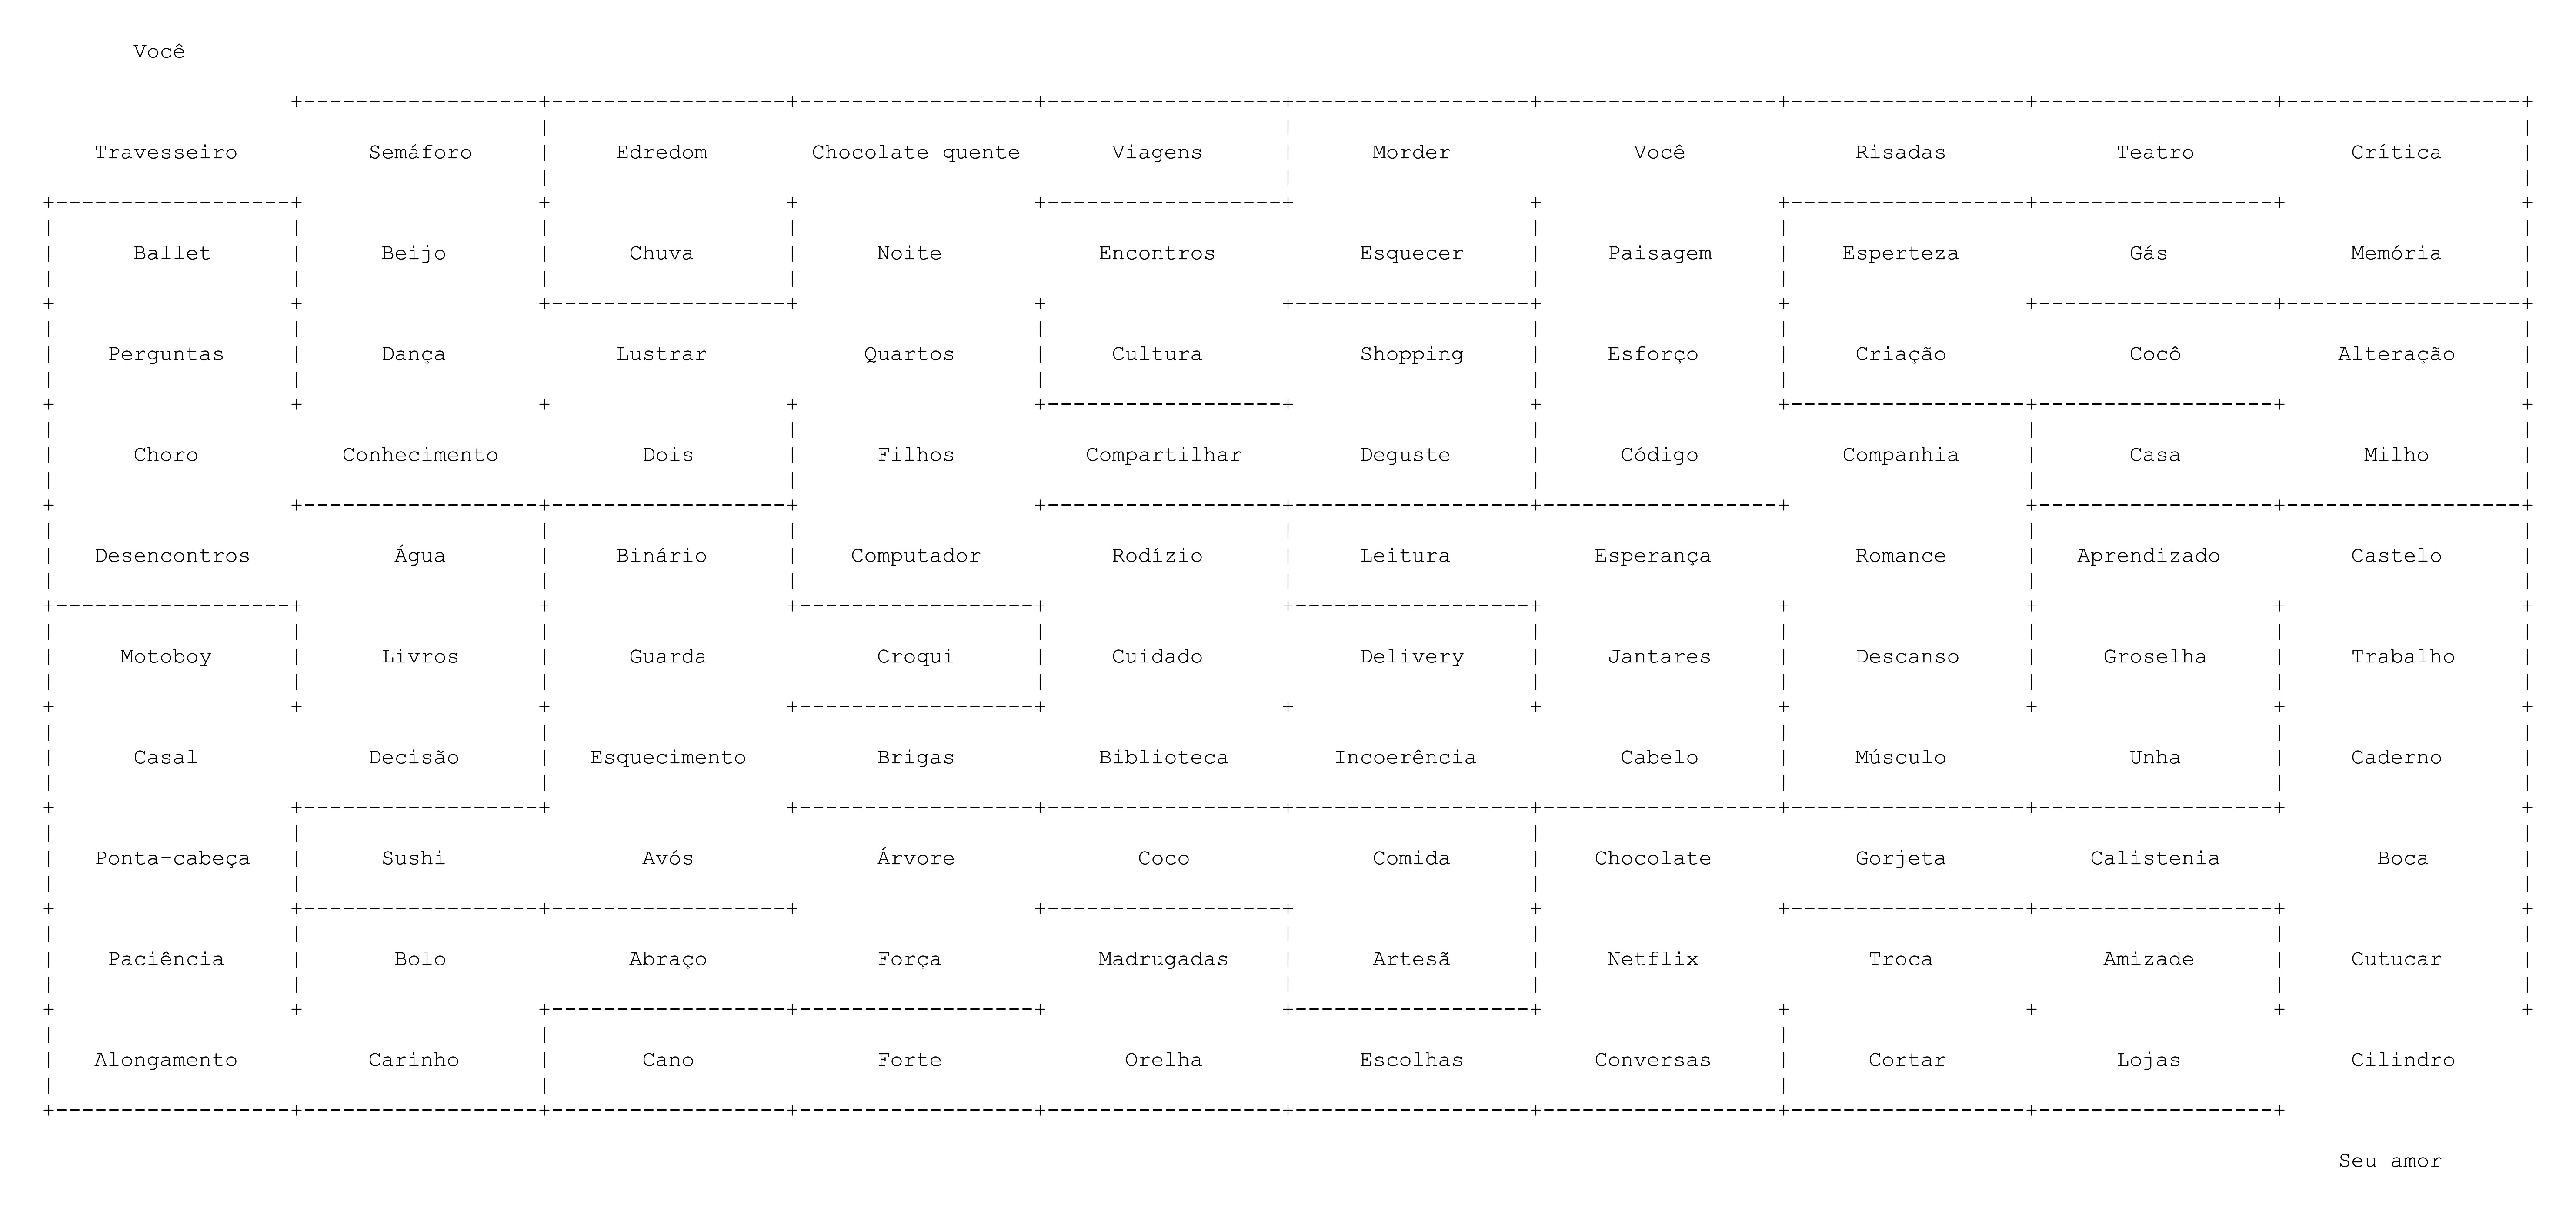 Você
Travesseiro Semáforo Edredom Chocolate quente Viagens Morder Você Risadas Teatro Crítica
Ballet Beijo Chuva Noite Encontros Esquecer Paisagem Esperteza Gás Memória
Perguntas Dança Lustrar Quartos Cultura Shopping Esforço Criação Cocô Alteração
Choro Conhecimento Dois Filhos Compartilhar Deguste Código Companhia Casa Milho
Desencontros Água Binário Computador Rodízio Leitura Esperança Romance Aprendizado Castelo
Motoboy Livros Guarda Croqui Cuidado Delivery Jantares Descanso Groselha Trabalho
Casal Decisão Esquecimento Brigas Biblioteca Incoerência Cabelo Músculo Unha Caderno
Ponta-cabeça Sushi Avós Árvore Coco Comida Chocolate Gorjeta Calistenia Boca
Paciência Bolo Abraço Força Madrugadas Artesã Netflix Troca Amizade Cutucar
Alongamento Carinho Cano Forte Orelha Escolhas Conversas Cortar Lojas Cilindro
Seu amor